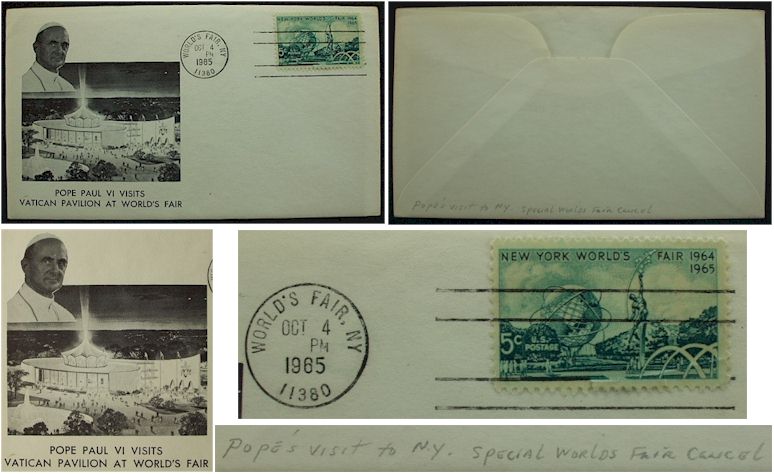 WORLD'S FAIR, NY
OCT 4
PM
1965
11380
NEW YORK WORLD'S FAIR 1964
1965
POPE PAUL VI VISITS
VATICAN PAVILION AT WORLD'S FAIR
Pope's visit to N.Y. Special Worlds Fair Cancel
POPE PAUL VI VISITS
VATICAN PAVILION AT WORLD'S FAIR
WORLD'S FAIR, NY
OCT 4
PM
1965
11380
NEW YORK WORLD'S FAIR 1964
1965
5c U.S.
POSTAGE
Pope's visit to N.Y. Special Worlds Fair Cancel